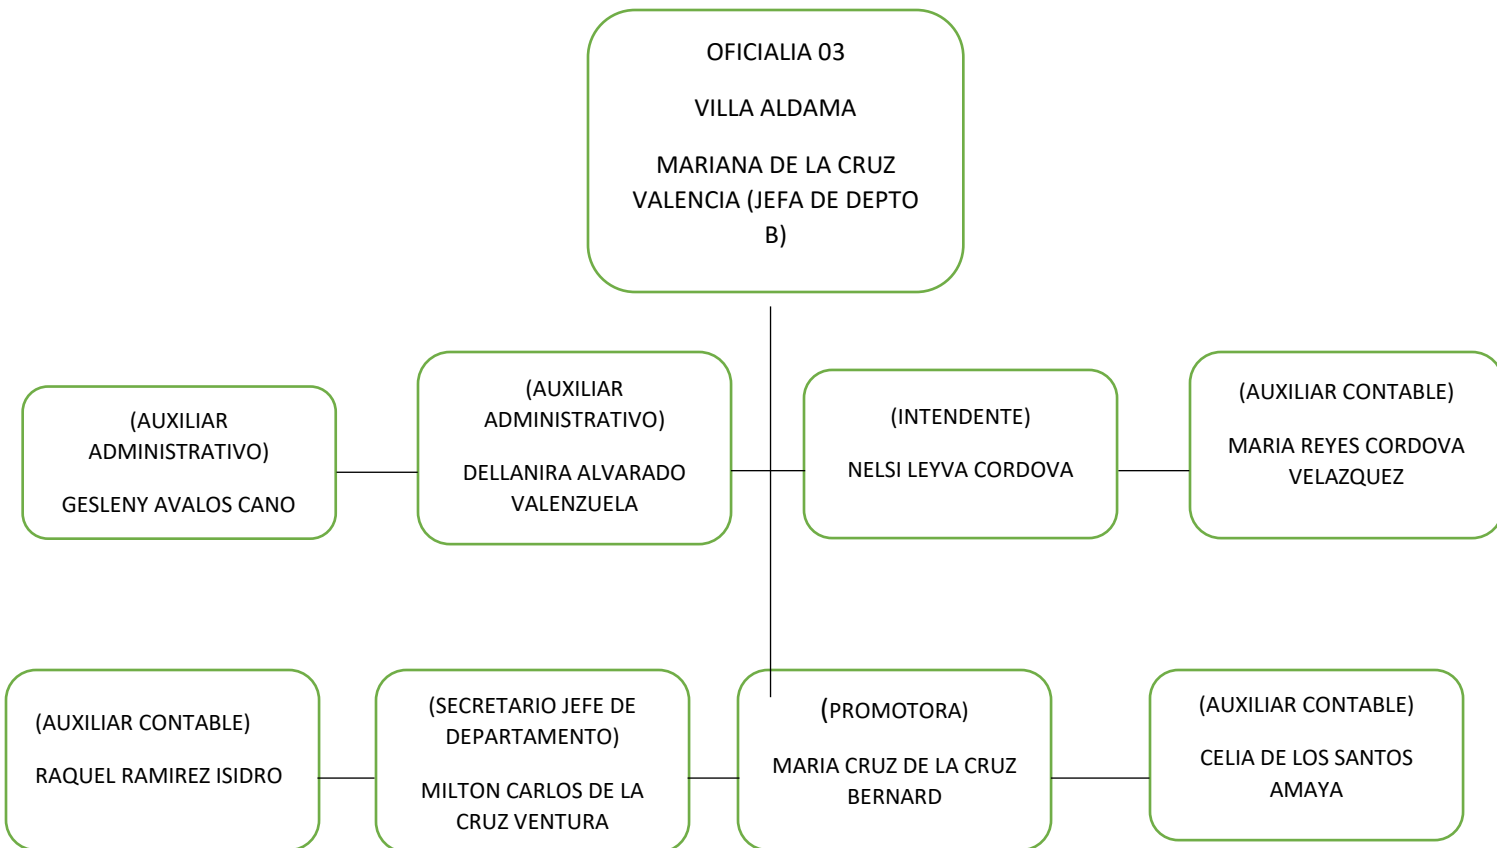 OFICIALIA 03
VILLA ALDAMA
MARIANA DE LA CRUZ
VALENCIA (JEFA DE DEPTO
B)
(AUXILIAR
ADMINISTRATIVO)
GESLENY AVALOS CANO
(AUXILIAR
ADMINISTRATIVO)
DELLANIRA ALVARADO
VALENZUELA
(INTENDENTE)
NELSI LEYVA CORDOVA
(AUXILIAR CONTABLE)
MARIA REYES CORDOVA
VELAZQUEZ
(AUXILIAR CONTABLE)
RAQUEL RAMIREZ ISIDRO
(SECRETARIO JEFE DE
DEPARTAMENTO)
MILTON CARLOS DE LA
CRUZ VENTURA
(PROMOTORA)
MARIA CRUZ DE LA CRUZ
BERNARD
(AUXILIAR CONTABLE)
CELIA DE LOS SANTOS
AMAYA